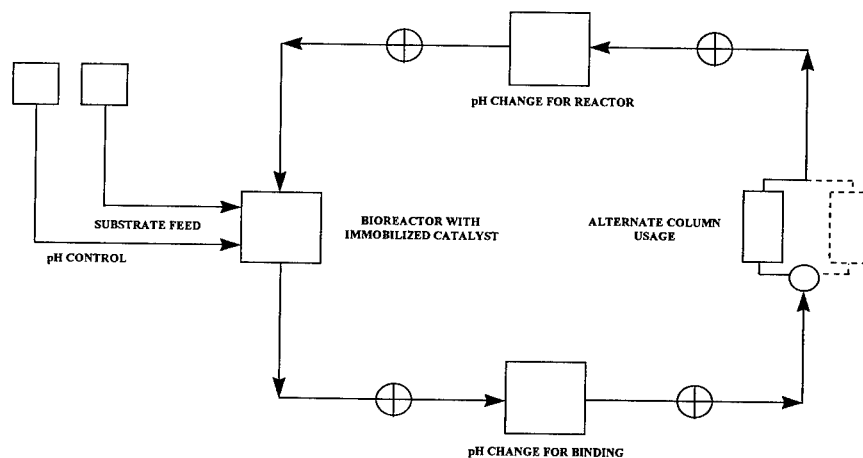 pH CHANGE FOR REACTOR
SUBSTRATE FEED
pH CONTROL
BIOREACTOR WITH
IMMOBILIZED CATALYST
ALTERNATE COLUMN
USAGE
pH CHANGE FOR BINDING